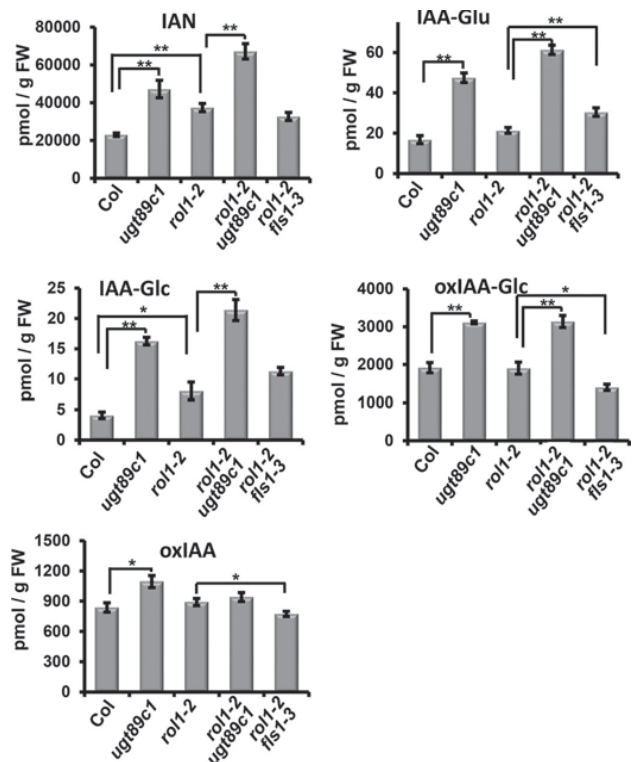 IAN
pmol / g FW
80000
60000
40000
20000
0
** ** **
Col
ugt89c1
rol1-2
rol1-2 ugt89c1
rol1-2 fls1-3
IAA-Glu
pmol / g FW
60
40
20
0
** ** **
Col
ugt89c1
rol1-2
rol1-2 ugt89c1
rol1-2 fls1-3
IAA-Glc
pmol / g FW
25
20
15
10
5
0
* ** **
Col
ugt89c1
rol1-2
rol1-2 ugt89c1
rol1-2 fls1-3
oxIAA-Glc
pmol / g FW
4000
3000
2000
1000
0
** ** *
Col
ugt89c1
rol1-2
rol1-2 ugt89c1
rol1-2 fls1-3
oxIAA
pmol / g FW
1500
1200
900
600
300
0
* *
Col
ugt89c1
rol1-2
rol1-2 ugt89c1
rol1-2 fls1-3